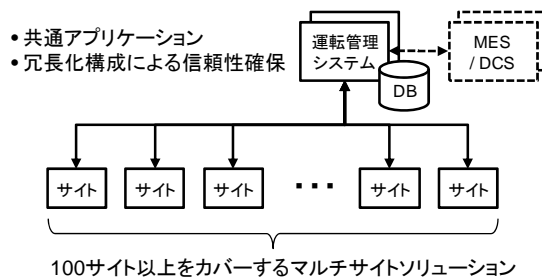 • 共通アプリケーション
• 冗長化構成による信頼性確保
運転管理
システム
DB
MES
/ DCS
サイト
サイト
サイト
･･･
サイト
サイト
100サイト以上をカバーするマルチサイトソリューション